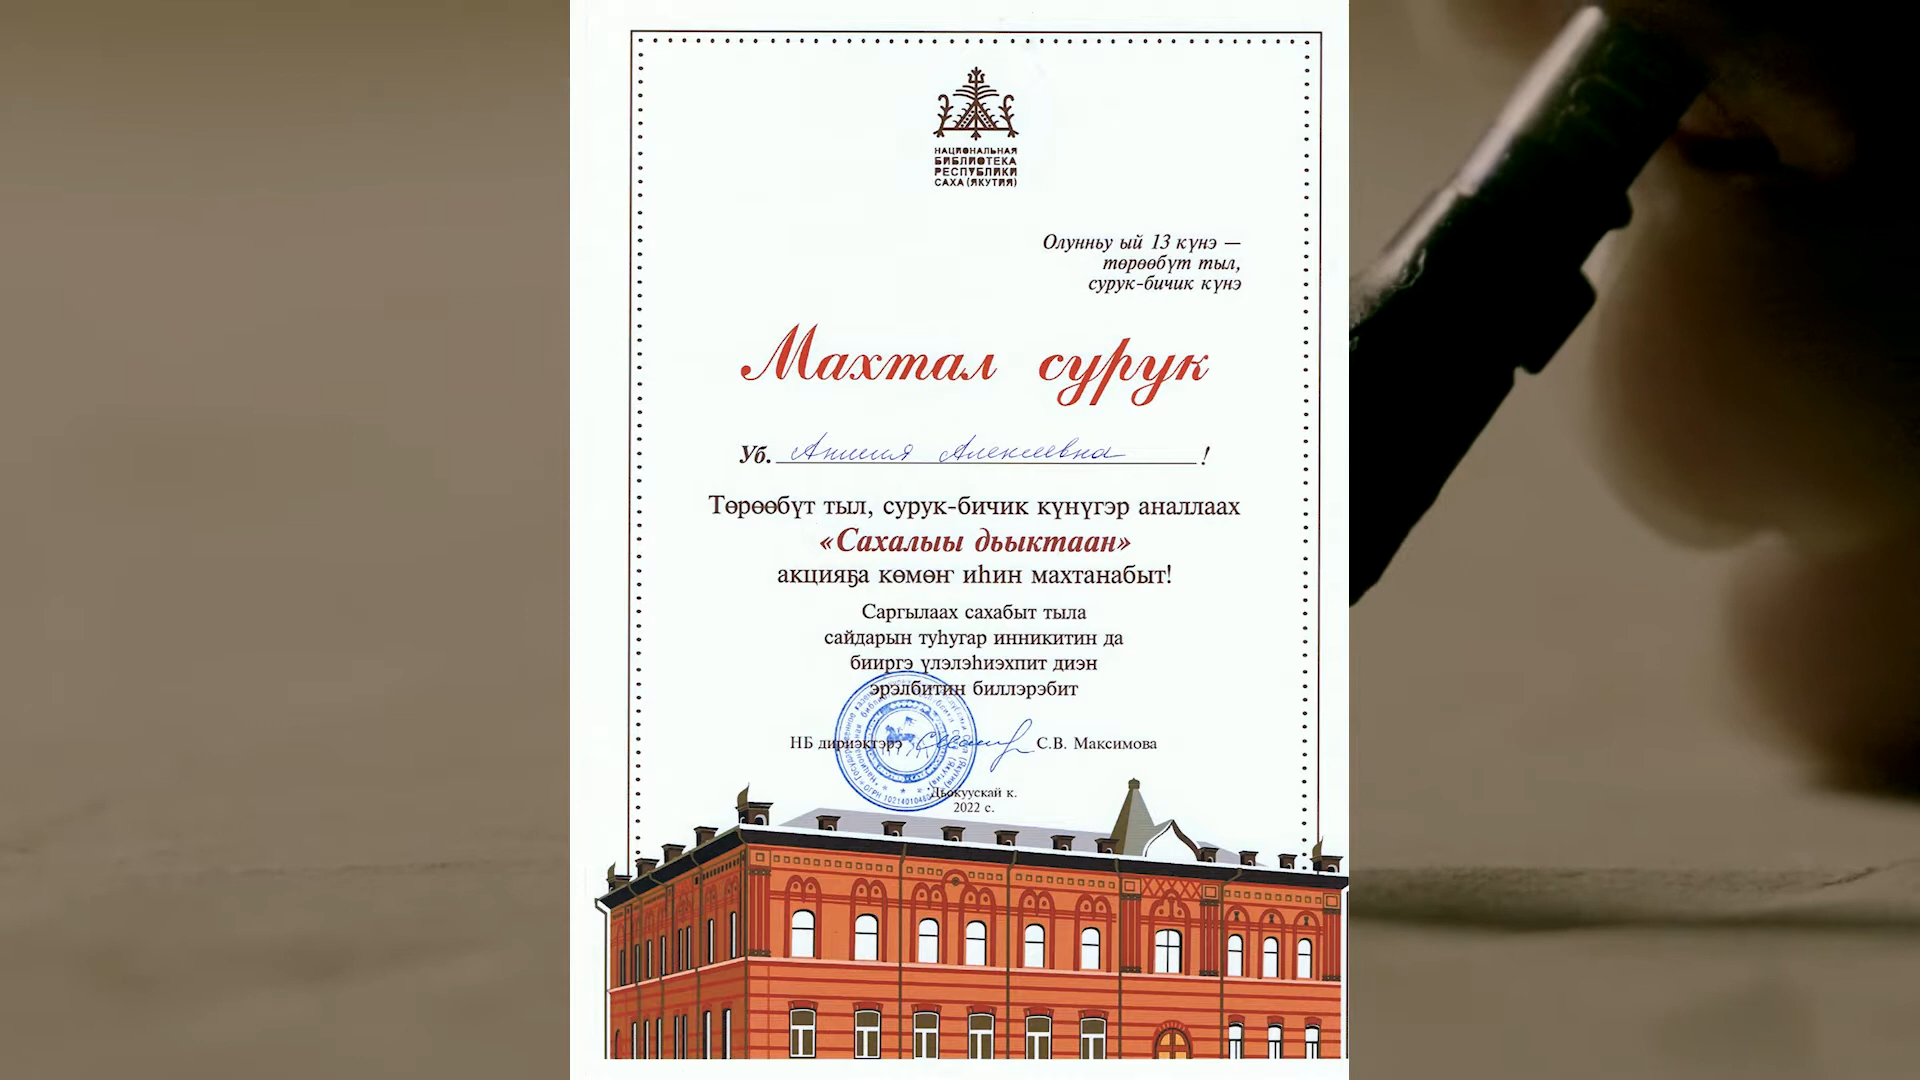 НАЦИОНАЛЬНАЯ
БИБЛИОТЕКА
РЕСПУБЛИКИ
САХА (ЯКУТИЯ)
Олунньу ый 13 күнэ —
төрөөбүт тыл,
сурук-бичик күнэ
Махтал сурук
Уб. Алексеевна !
Төрөөбүт тыл, сурук-бичик күнүгэр аналлаах
«Сахалыы дьыктаан»
акцияҕа көмөҥ иһин махтанабыт!
Саргылаах сахабыт тыла
сайдарын туһугар инникитин да
бииргэ үлэлэһиэхпит диэн
эрэлбитин биллэрэбит
НБ дириэктэрэ С.В. Максимова
Дьокуускай к.
2022 с.